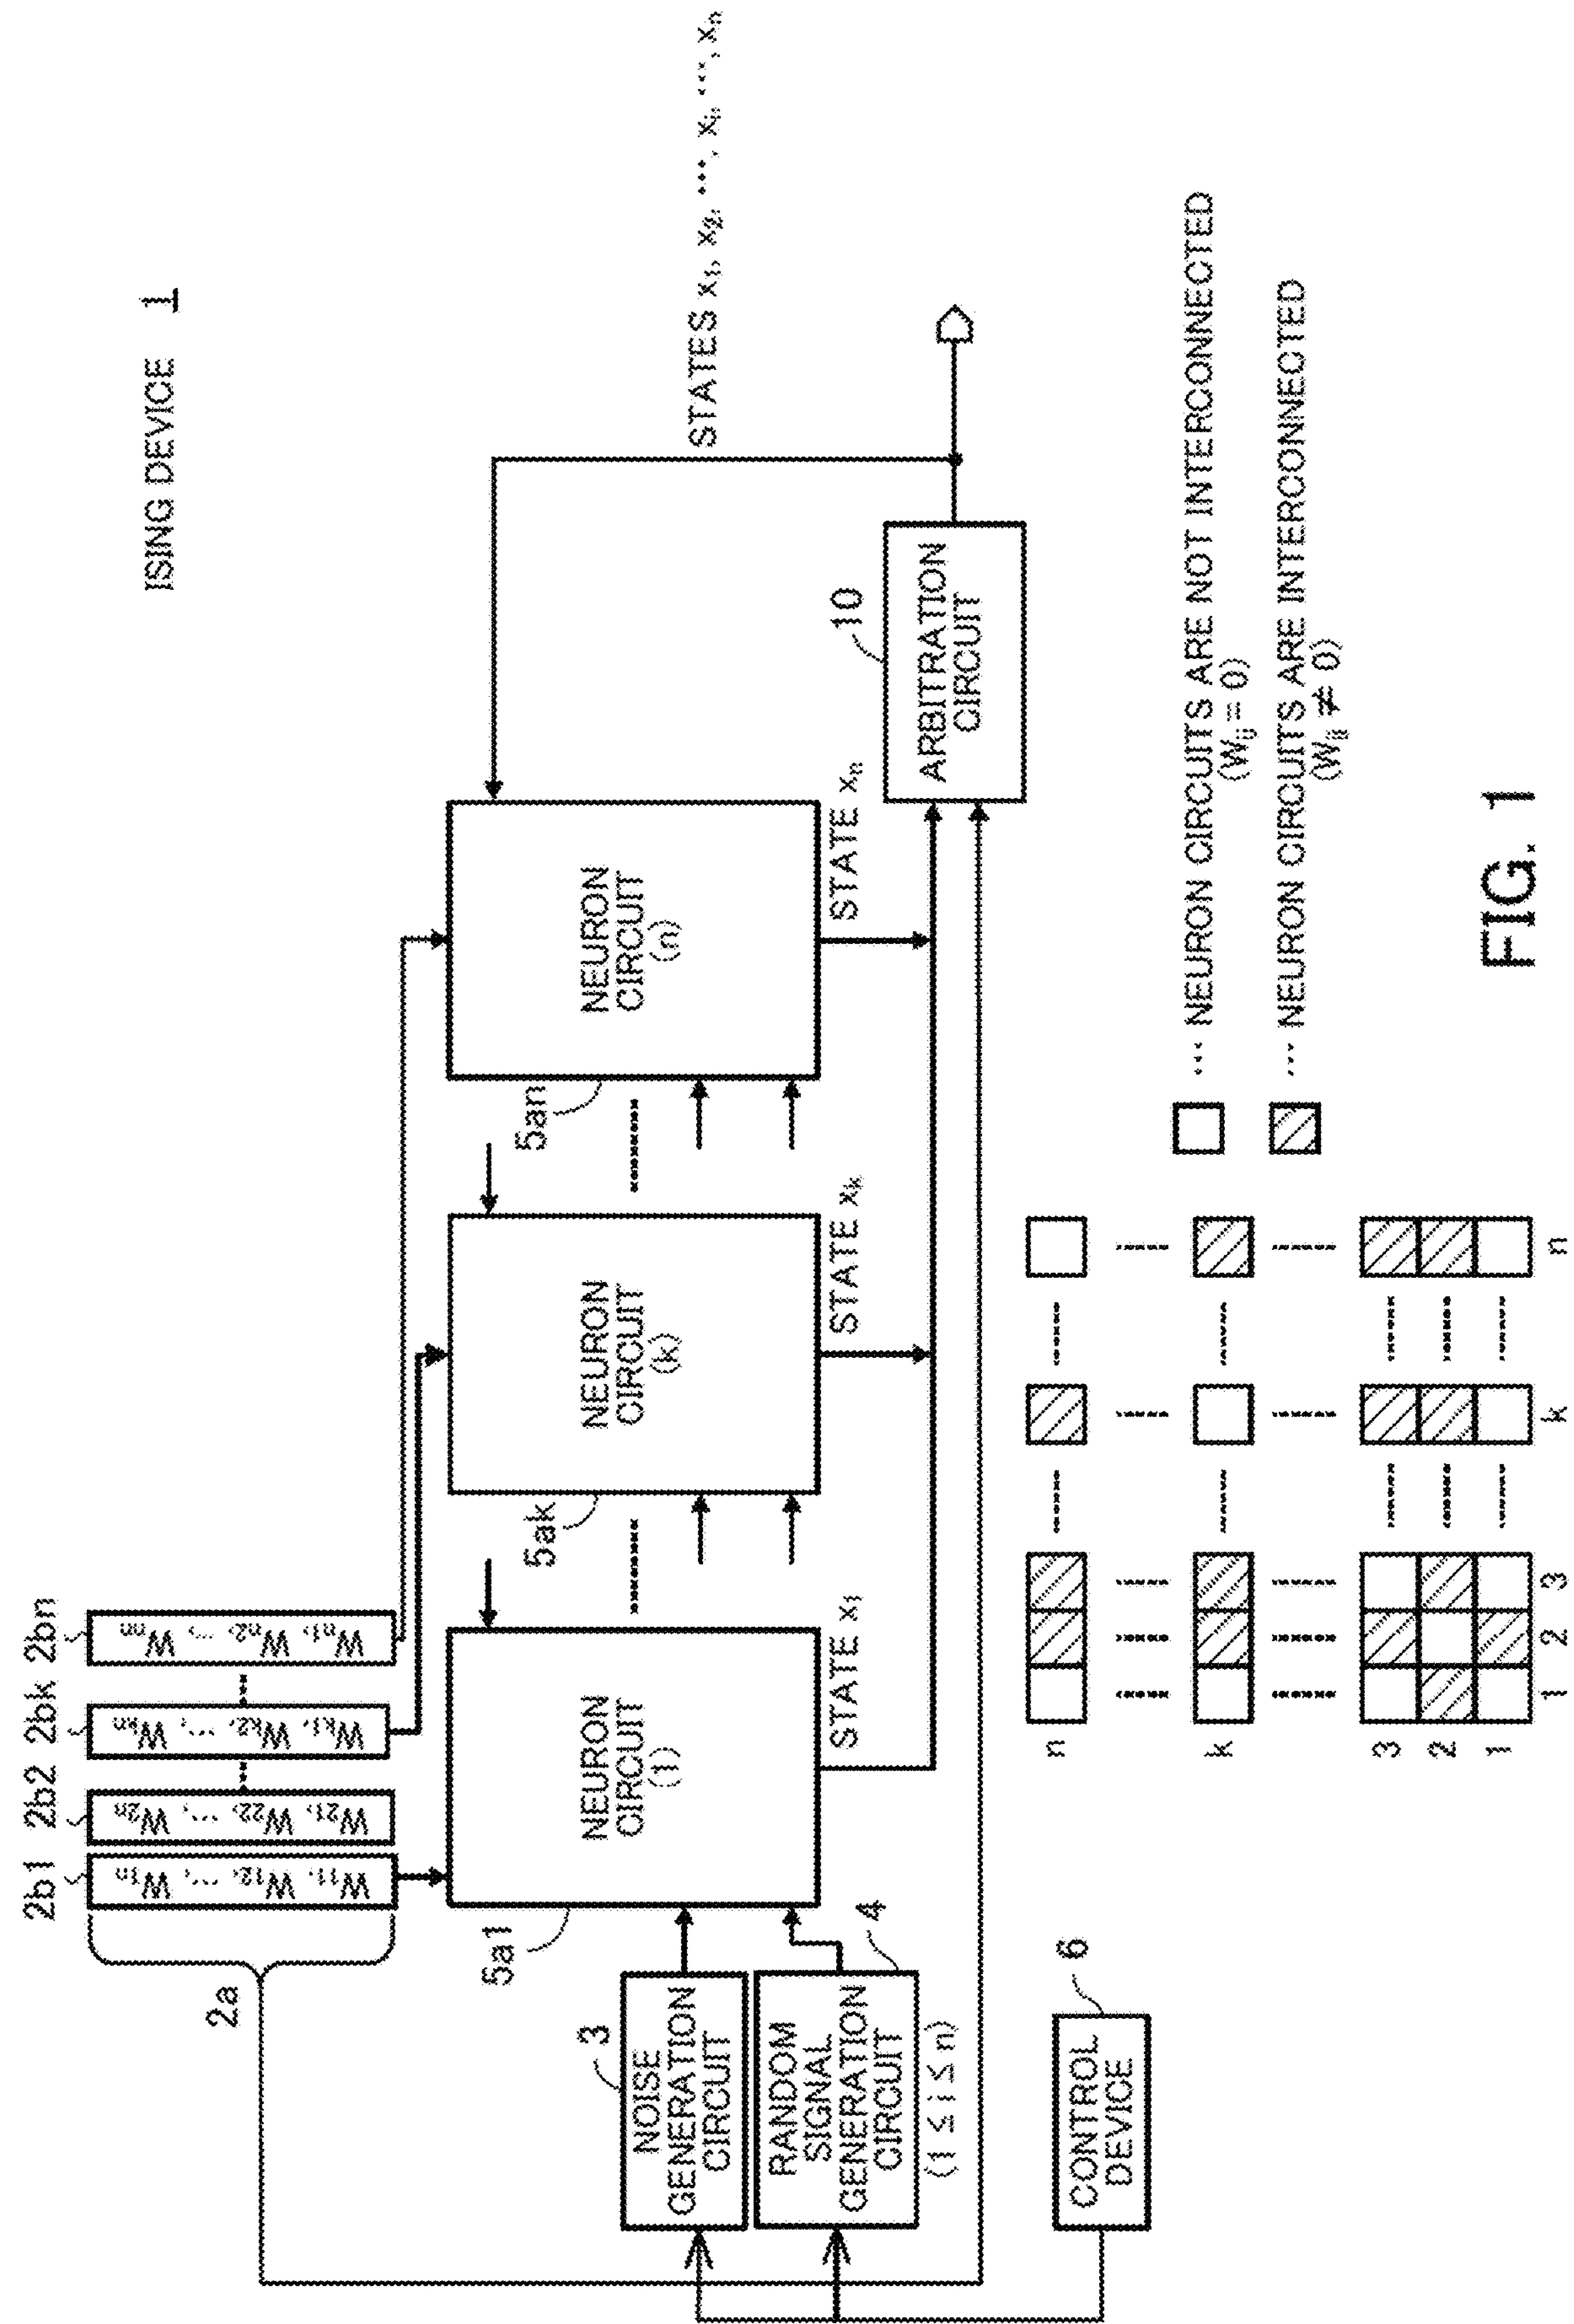 ISING DEVICE 1
2b1 2b2 2bk 2bn
W₁₁, W₁₂, …, W₁ₙ
W₂₁, W₂₂, …, W₂ₙ
Wₖ₁, Wₖ₂, …, Wₖₙ
Wₙ₁, Wₙ₂, …, Wₙₙ
2a
5a1
5ak
5an
NEURON
CIRCUIT
(1)
NEURON
CIRCUIT
(k)
NEURON
CIRCUIT
(n)
3
NOISE
GENERATION
CIRCUIT
RANDOM
SIGNAL
GENERATION
CIRCUIT
4
(1 ≤ i ≤ n)
STATE x₁
STATE xₖ
STATE xₙ
STATES x₁, x₂, …, xᵢ, …, xₙ
10
ARBITRATION
CIRCUIT
6
CONTROL
DEVICE
n
k
3
2
1
1 2 3 k n
… NEURON CIRCUITS ARE NOT INTERCONNECTED
(Wᵢⱼ = 0)
… NEURON CIRCUITS ARE INTERCONNECTED
(Wᵢⱼ ≠ 0)
FIG. 1